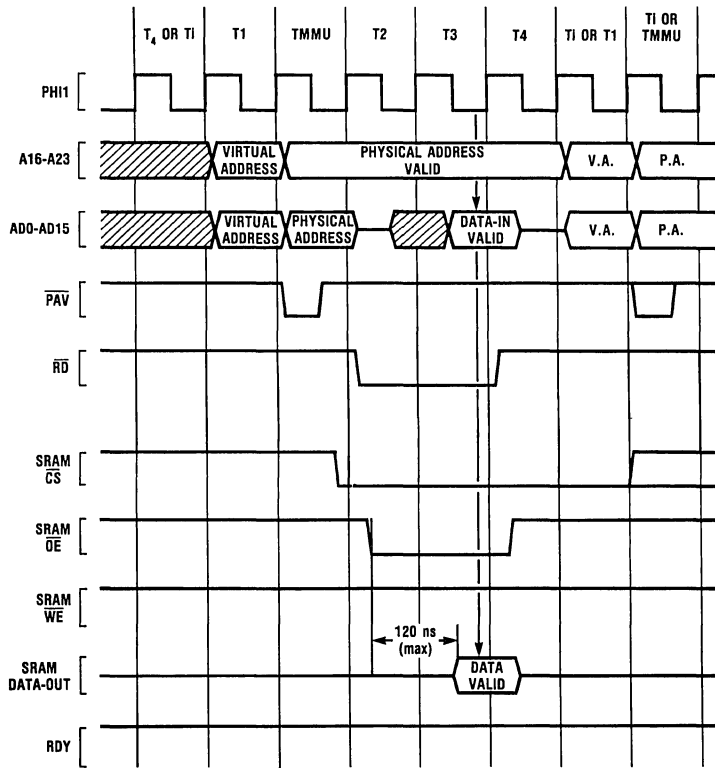 T4 OR Ti T1 TMMU T2 T3 T4 Ti OR T1 Ti OR
TMMU
PHI1
A16-A23
VIRTUAL
ADDRESS
PHYSICAL ADDRESS
VALID
V.A.
P.A.
AD0-AD15
VIRTUAL
ADDRESS
PHYSICAL
ADDRESS
DATA-IN
VALID
V.A.
P.A.
PAV
RD
SRAM
CS
SRAM
OE
SRAM
WE
120 ns
(max)
SRAM
DATA-OUT
DATA
VALID
RDY